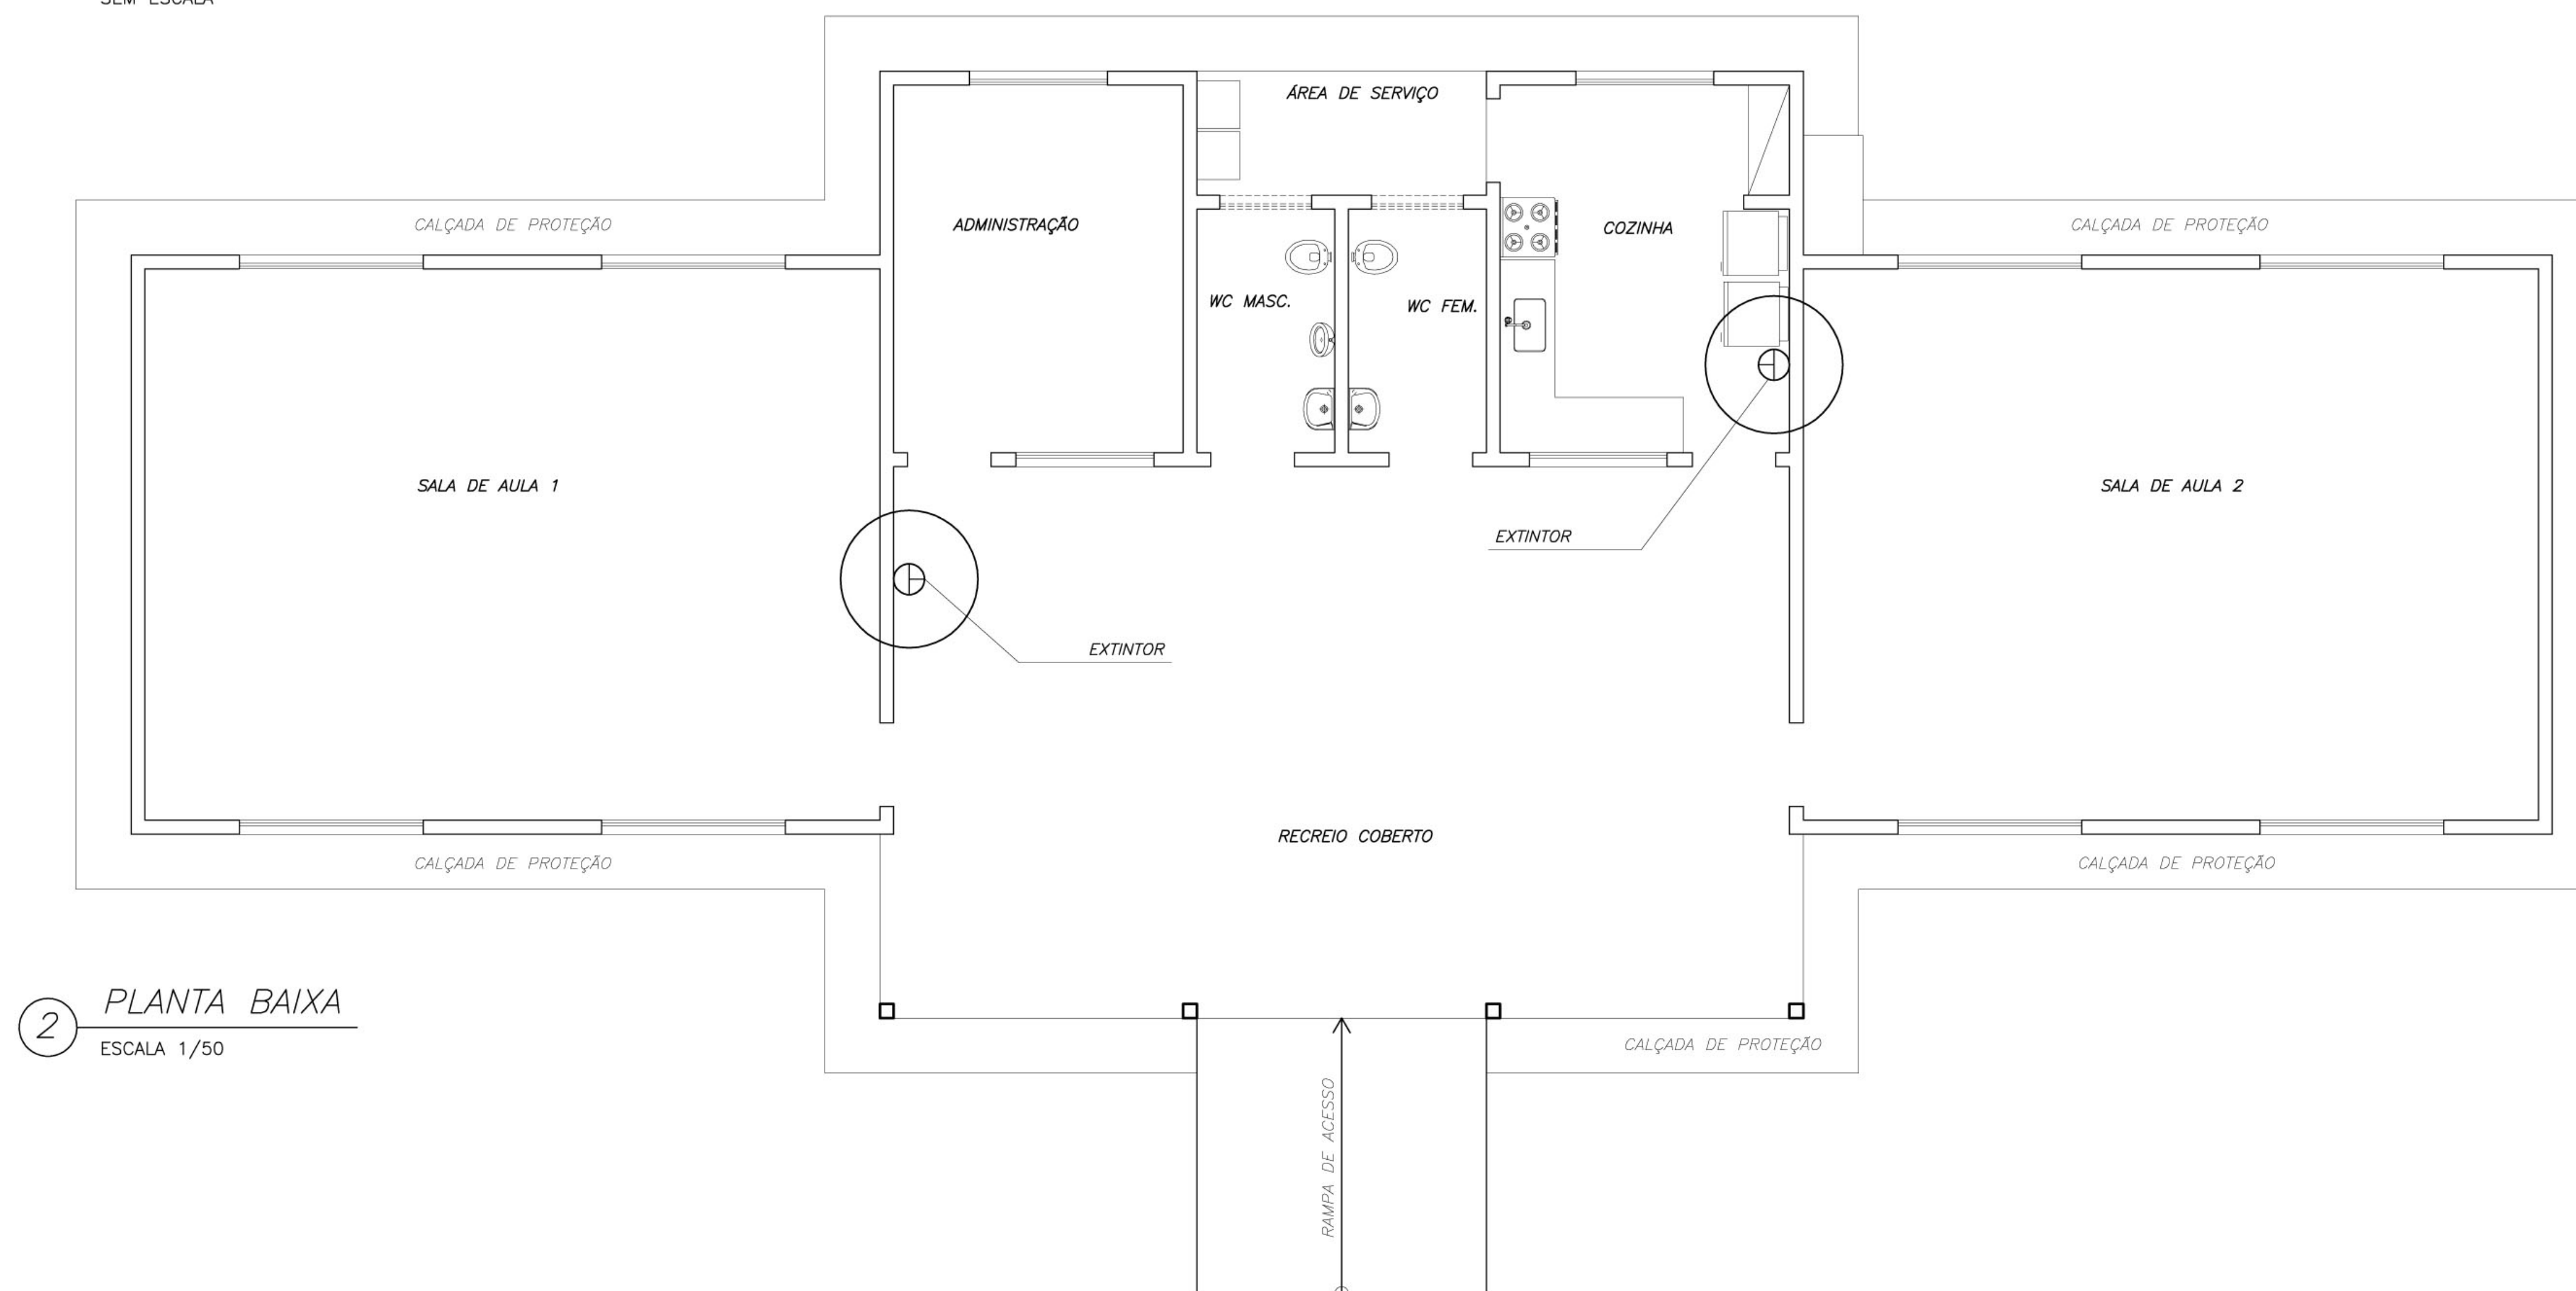 SEM ESCALA
ÁREA DE SERVIÇO
CALÇADA DE PROTEÇÃO
ADMINISTRAÇÃO
COZINHA
CALÇADA DE PROTEÇÃO
WC MASC.
WC FEM.
SALA DE AULA 1
SALA DE AULA 2
EXTINTOR
EXTINTOR
RECREIO COBERTO
CALÇADA DE PROTEÇÃO
CALÇADA DE PROTEÇÃO
2
PLANTA BAIXA
ESCALA 1/50
CALÇADA DE PROTEÇÃO
RAMPA DE ACESSO